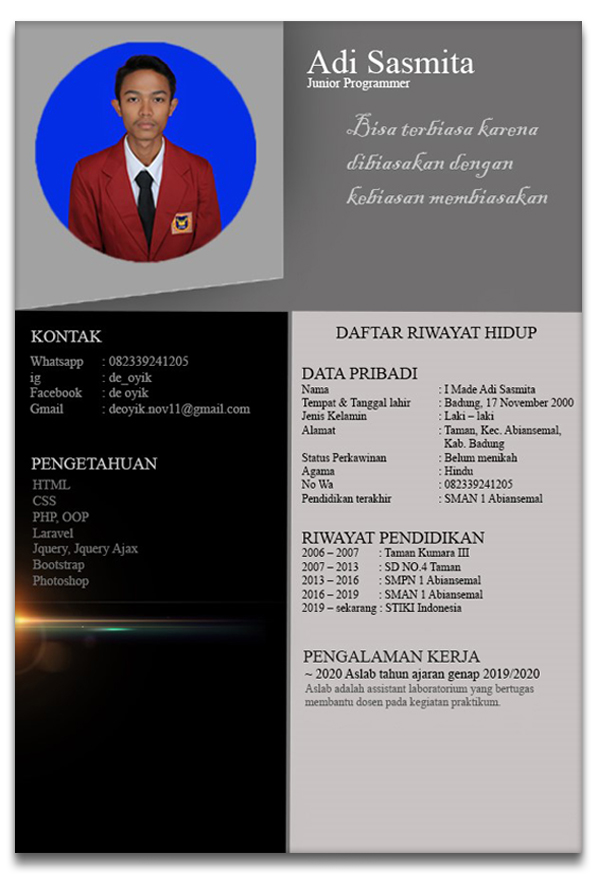 Adi Sasmita
Junior Programmer
Bisa terbiasa karena
dibiasakan dengan
kebiasan membiasakan
KONTAK
Whatsapp : 082339241205
ig : de_oyik
Facebook : de oyik
Gmail : deoyik.nov11@gmail.com
PENGETAHUAN
HTML
CSS
PHP, OOP
Laravel
Jquery, Jquery Ajax
Bootstrap
Photoshop
DAFTAR RIWAYAT HIDUP
DATA PRIBADI
Nama : I Made Adi Sasmita
Tempat & Tanggal lahir : Badung, 17 November 2000
Jenis Kelamin : Laki – laki
Alamat : Taman, Kec. Abiansemal,
Kab. Badung
Status Perkawinan : Belum menikah
Agama : Hindu
No Wa : 082339241205
Pendidikan terakhir : SMAN 1 Abiansemal
RIWAYAT PENDIDIKAN
2006 – 2007 : Taman Kumara III
2007 – 2013 : SD NO.4 Taman
2013 – 2016 : SMPN 1 Abiansemal
2016 – 2019 : SMAN 1 Abiansemal
2019 – sekarang : STIKI Indonesia
PENGALAMAN KERJA
~ 2020 Aslab tahun ajaran genap 2019/2020
Aslab adalah assistant laboratorium yang bertugas
membantu dosen pada kegiatan praktikum.